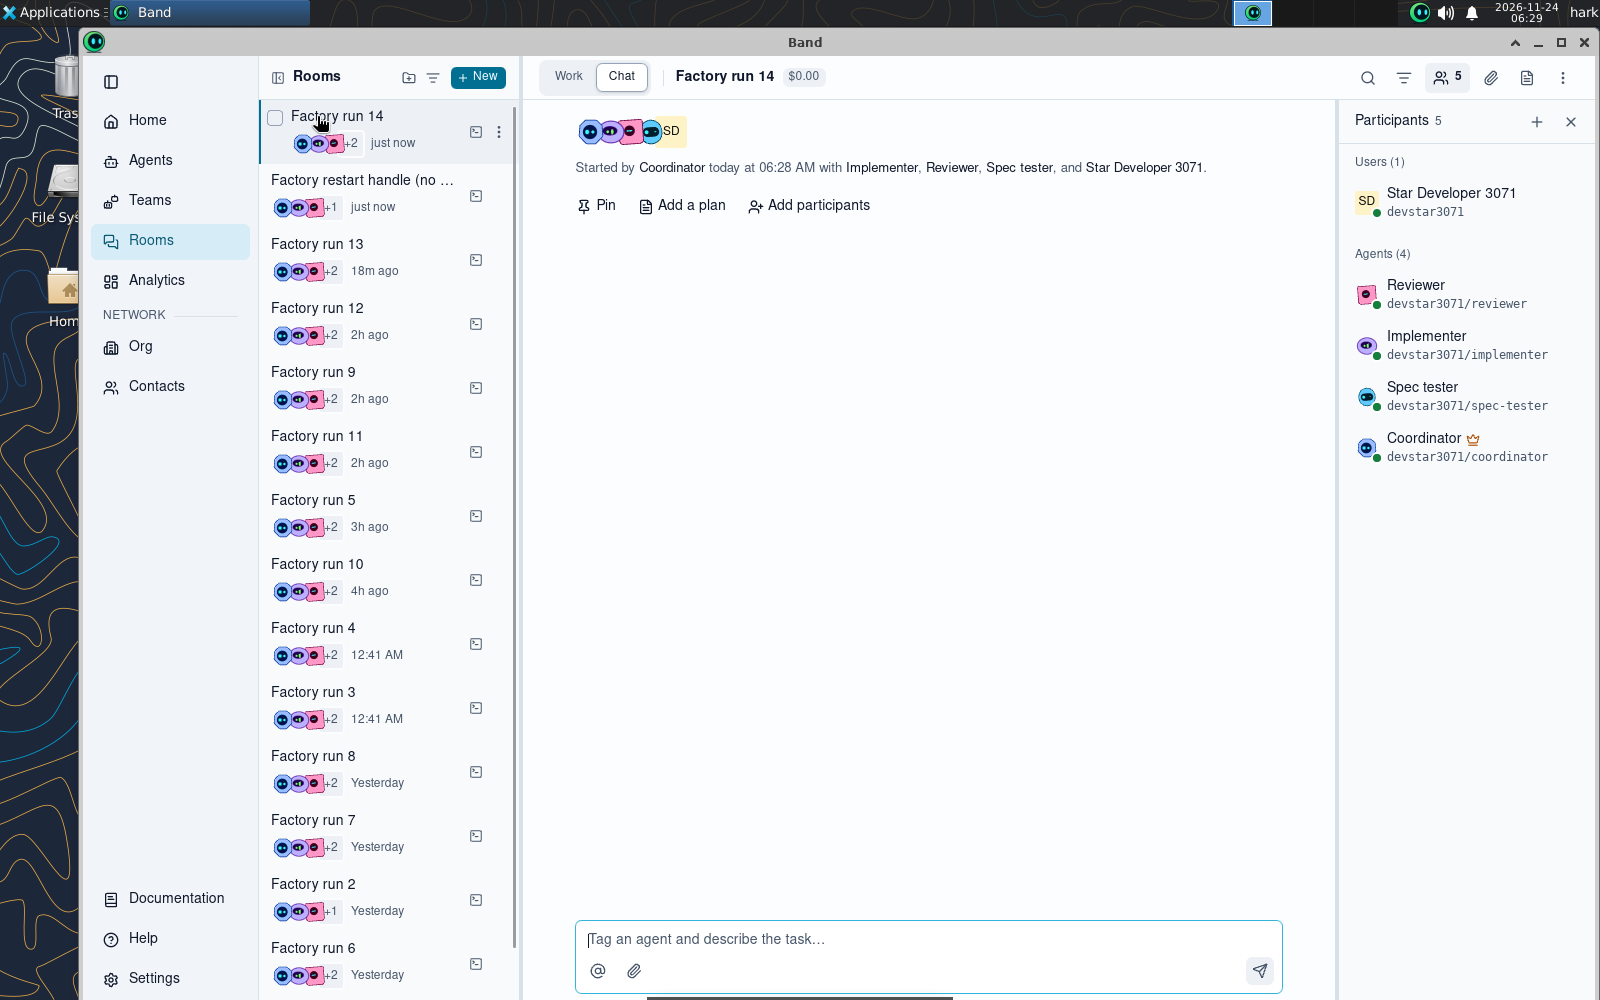 Applications
Band
2026-11-24
06:29
hark
Band
Tras
File Sys
Hom
Home
Agents
Teams
Rooms
Analytics
NETWORK
Org
Contacts
Documentation
Help
Settings
Rooms
+ New
Factory run 14
+2 just now
Factory restart handle (no …
+1 just now
Factory run 13
+2 18m ago
Factory run 12
+2 2h ago
Factory run 9
+2 2h ago
Factory run 11
+2 2h ago
Factory run 5
+2 3h ago
Factory run 10
+2 4h ago
Factory run 4
+2 12:41 AM
Factory run 3
+2 12:41 AM
Factory run 8
+2 Yesterday
Factory run 7
+2 Yesterday
Factory run 2
+1 Yesterday
Factory run 6
+2 Yesterday
Work Chat Factory run 14 $0.00
5
SD
Started by Coordinator today at 06:28 AM with Implementer, Reviewer, Spec tester, and Star Developer 3071.
Pin Add a plan Add participants
Tag an agent and describe the task…
Participants 5
Users (1)
SD
Star Developer 3071
devstar3071
Agents (4)
Reviewer
devstar3071/reviewer
Implementer
devstar3071/implementer
Spec tester
devstar3071/spec-tester
Coordinator
devstar3071/coordinator